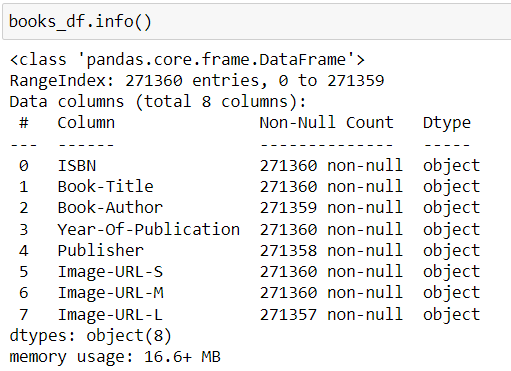 books_df.info()
<class 'pandas.core.frame.DataFrame'>
RangeIndex: 271360 entries, 0 to 271359
Data columns (total 8 columns):
 #   Column               Non-Null Count   Dtype
---  ------               --------------   -----
 0   ISBN                 271360 non-null  object
 1   Book-Title           271360 non-null  object
 2   Book-Author          271359 non-null  object
 3   Year-Of-Publication  271360 non-null  object
 4   Publisher            271358 non-null  object
 5   Image-URL-S          271360 non-null  object
 6   Image-URL-M          271360 non-null  object
 7   Image-URL-L          271357 non-null  object
dtypes: object(8)
memory usage: 16.6+ MB